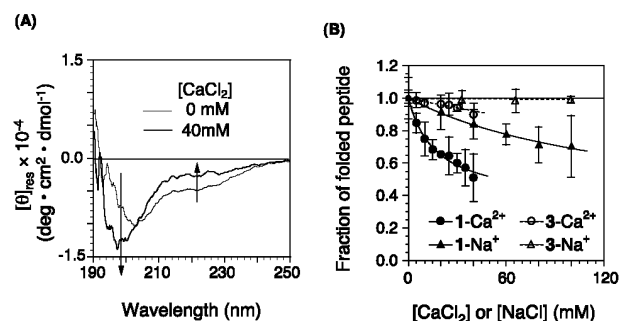 (A)
1.5
0.0
-1.5
190
210
230
250
[θ]res × 10-4
(deg • cm2 • dmol-1)
Wavelength (nm)
[CaCl2]
0 mM
40mM
(B)
1.2
1.0
0.8
0.6
0.4
0.2
0.0
0
60
120
Fraction of folded peptide
[CaCl2] or [NaCl] (mM)
1-Ca2+
3-Ca2+
1-Na+
3-Na+